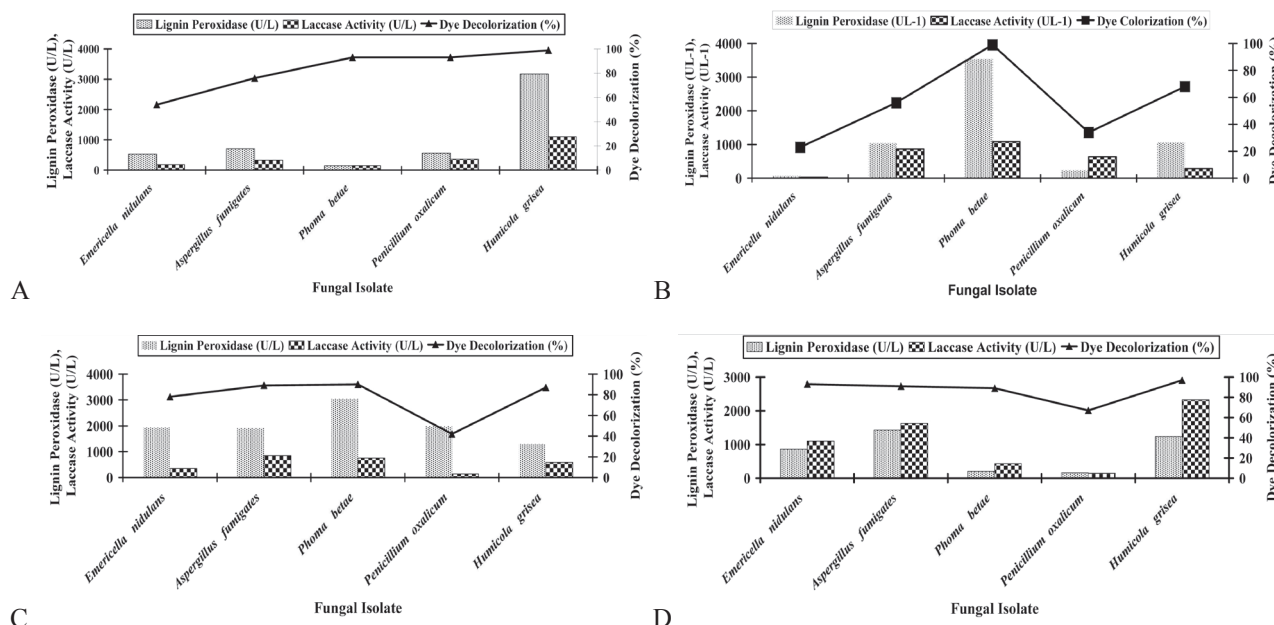 Lignin Peroxidase (U/L) Laccase Activity (U/L) Dye Decolorization (%)
Lignin Peroxidase (U/L),
Laccase Activity (U/L)
4000
3000
2000
1000
0
100
80
60
40
20
0
Dye Decolorization (%)
Emericella nidulans
Aspergillus fumigates
Phoma betae
Penicillium oxalicum
Humicola grisea
Fungal Isolate
A
Lignin Peroxidase (UL-1) Laccase Activity (UL-1) Dye Colorization (%)
Lignin Peroxidase (UL-1),
Laccase Activity
(UL-1)
4000
3000
2000
1000
0
100
80
60
40
20
0
Dye Decolorization (%)
Emericella nidulans
Aspergillus fumigatus
Phoma betae
Penicillium oxalicum
Humicola grisea
Fungal Isolate
B
Lignin Peroxidase (U/L) Laccase Activity (U/L) Dye Decolorization (%)
Lignin Peroxidase (U/L),
Laccase Activity (U/L)
4000
3000
2000
1000
0
100
80
60
40
20
0
Dye Decolorization (%)
Emericella nidulans
Aspergillus fumigates
Phoma betae
Penicillium oxalicum
Humicola grisea
Fungal Isolate
C
Lignin Peroxidase (U/L) Laccase Activity (U/L) Dye Decolorization (%)
Lignin Peroxidase (U/L),
Laccase Activity (U/L)
3000
2000
1000
0
100
80
60
40
20
0
Dye Decolorization (%)
Emericella nidulans
Aspergillus fumigates
Phoma betae
Penicillium oxalicum
Humicola grisea
Fungal Isolate
D